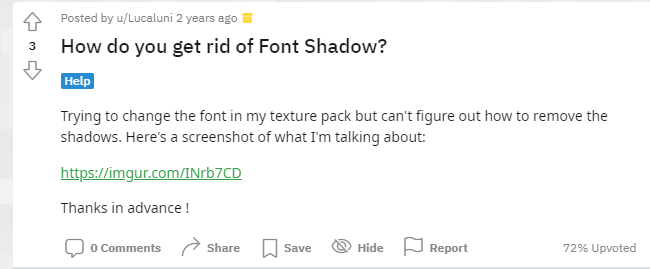 Posted by u/Lucaluni 2 years ago
3
How do you get rid of Font Shadow?
Help
Trying to change the font in my texture pack but can't figure out how to remove the
shadows. Here's a screenshot of what I'm talking about:
https://imgur.com/INrb7CD
Thanks in advance !
0 Comments Share Save Hide Report 72% Upvoted